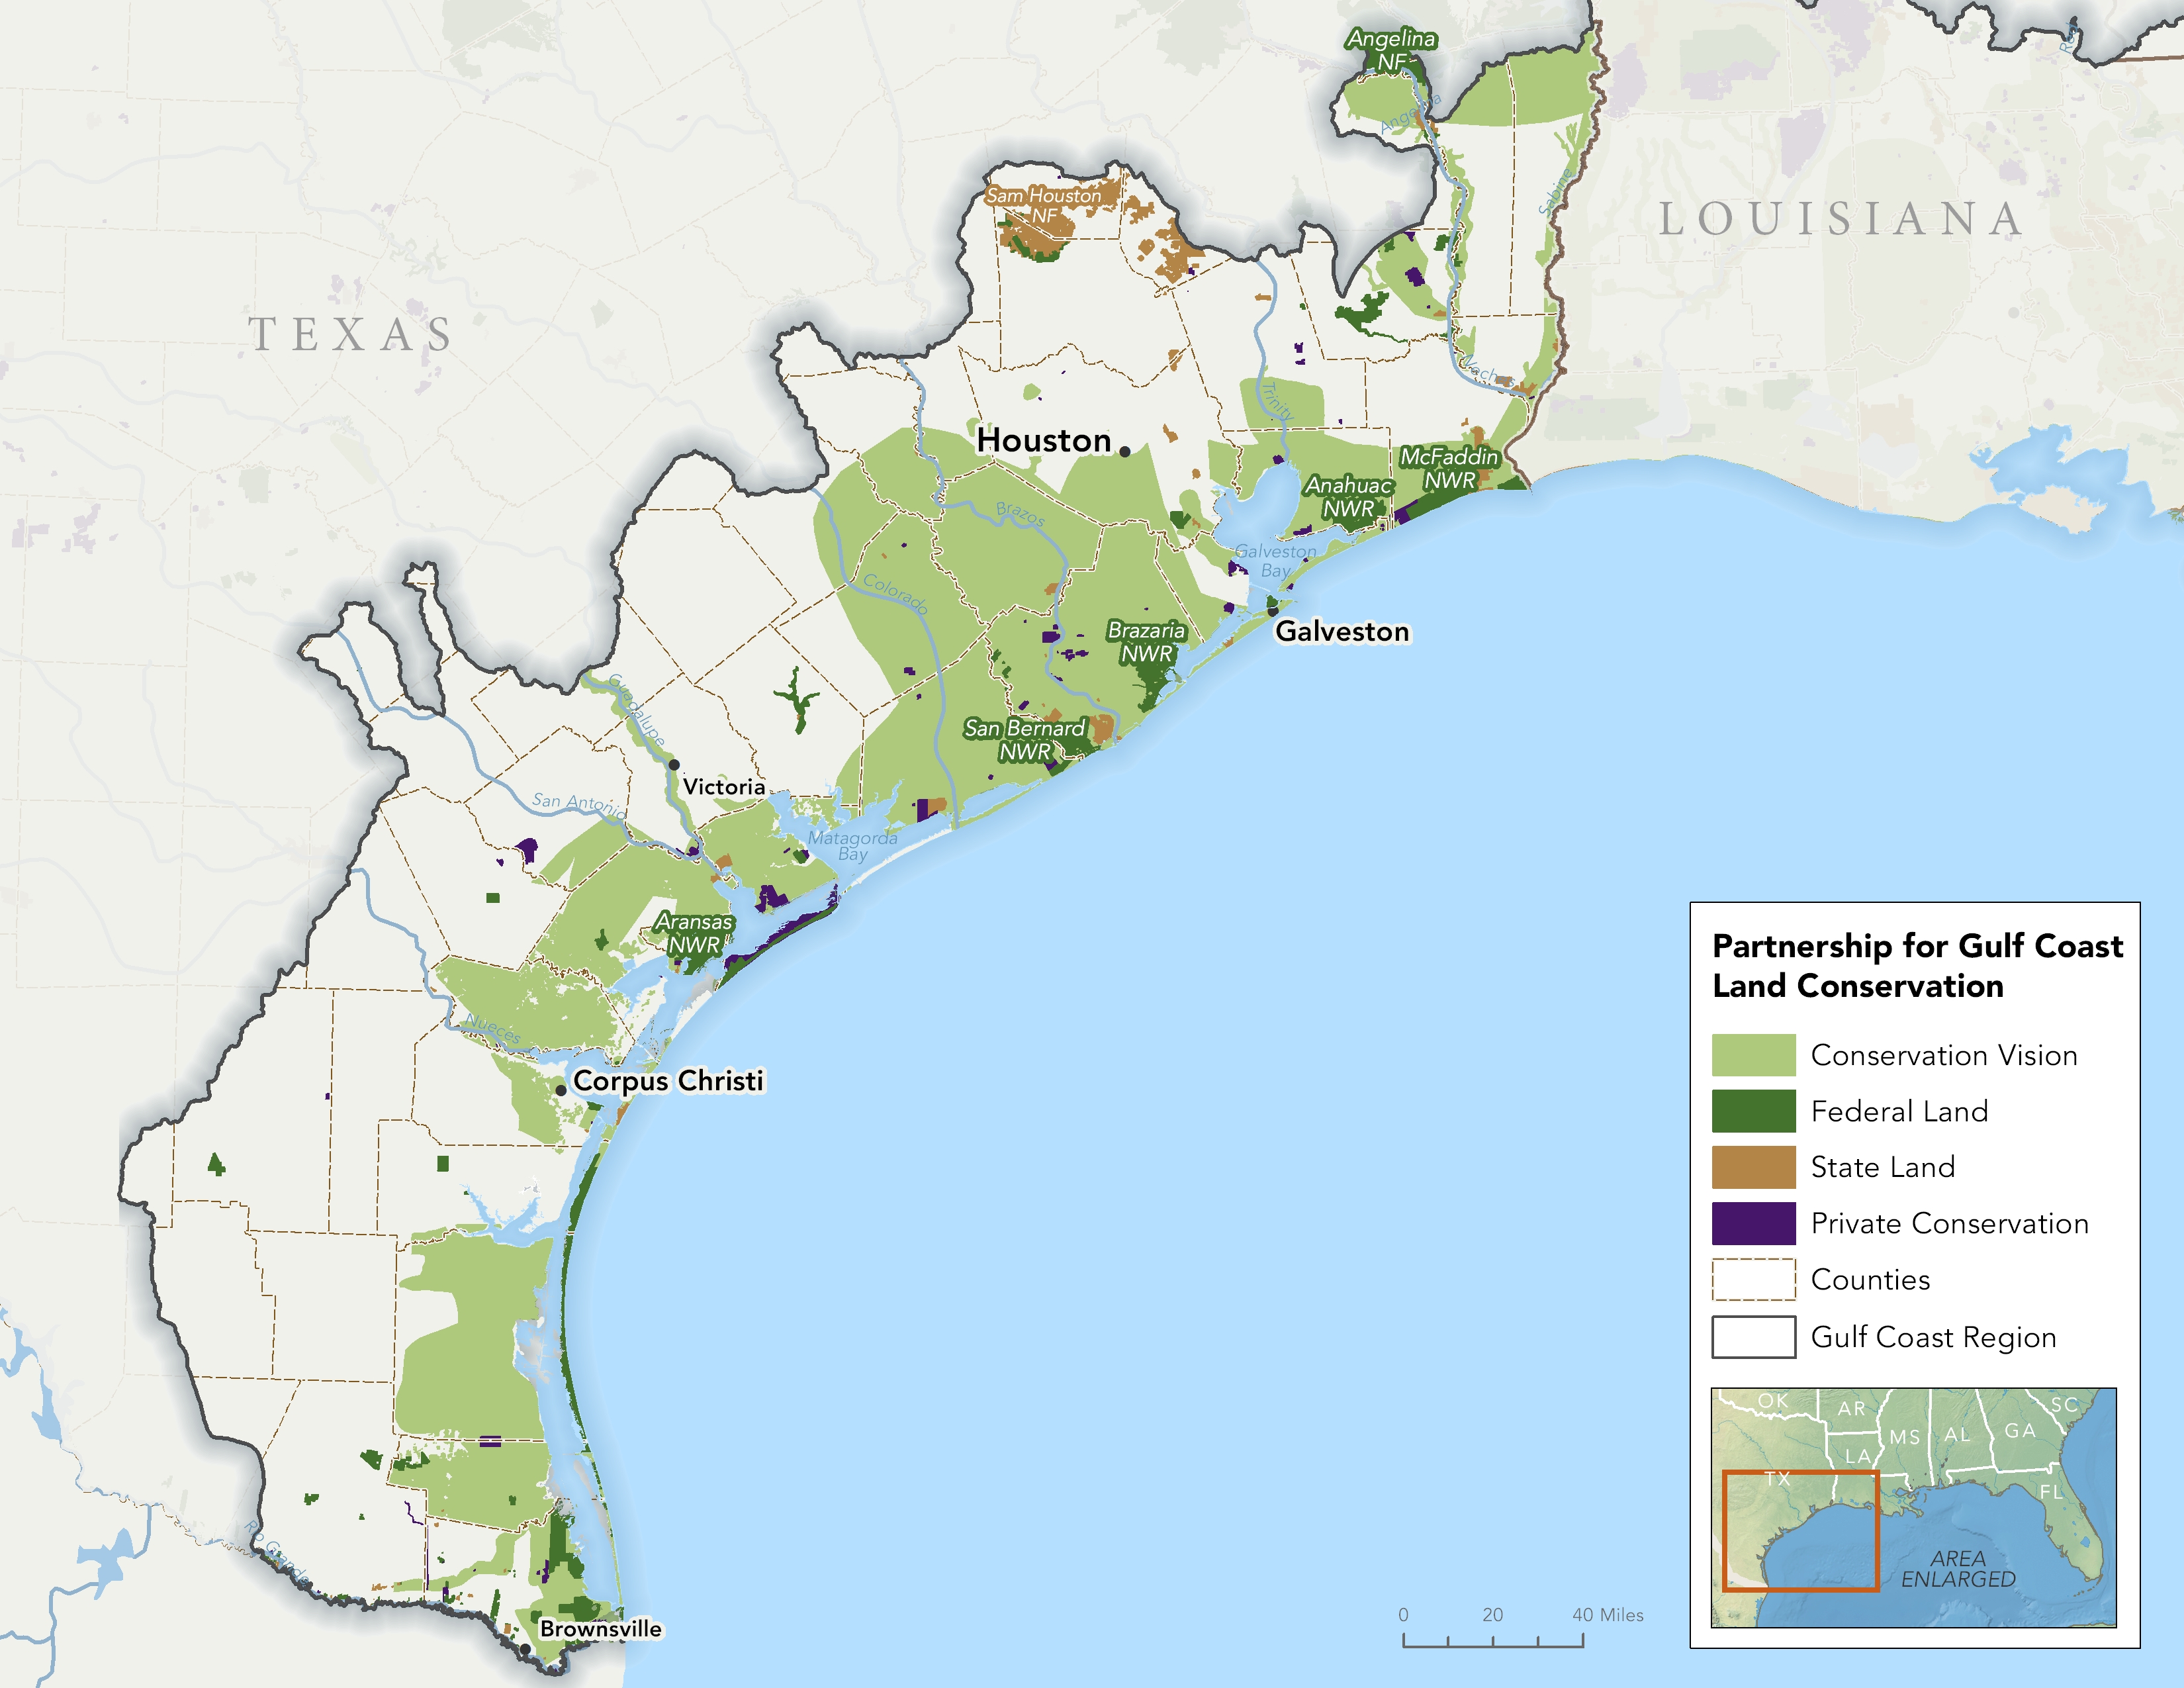 Angelina
NF
Angelina
Red
Sam Houston
NF
Sabine
LOUISIANA
TEXAS
Neches
Trinity
Houston
McFaddin
NWR
Anahuac
NWR
Brazos
Galveston
Bay
Colorado
Galveston
Brazaria
NWR
Guadalupe
San Bernard
NWR
Victoria
San Antonio
Matagorda
Bay
Aransas
NWR
Nueces
Corpus Christi
Rio Grande
Brownsville
Partnership for Gulf Coast
Land Conservation
Conservation Vision
Federal Land
State Land
Private Conservation
Counties
Gulf Coast Region
OK
AR
SC
MS
AL
GA
LA
TX
FL
AREA
ENLARGED
0 20 40 Miles